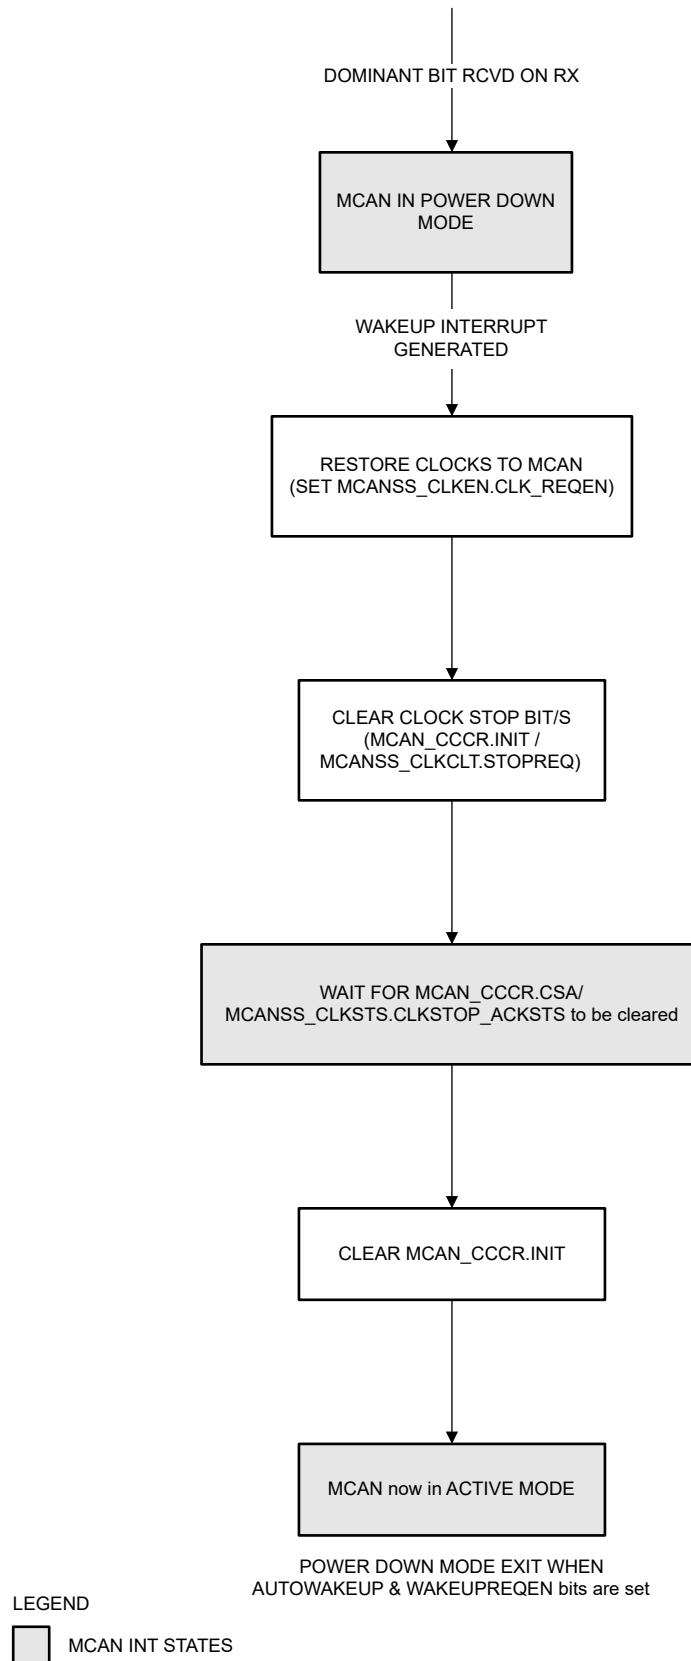 DOMINANT BIT RCVD ON RX
MCAN IN POWER DOWN
MODE
WAKEUP INTERRUPT
GENERATED
RESTORE CLOCKS TO MCAN
(SET MCANSS_CLKEN.CLK_REQEN)
CLEAR CLOCK STOP BIT/S
(MCAN_CCCR.INIT /
MCANSS_CLKCLT.STOPREQ)
WAIT FOR MCAN_CCCR.CSA/
MCANSS_CLKSTS.CLKSTOP_ACKSTS to be cleared
CLEAR MCAN_CCCR.INIT
MCAN now in ACTIVE MODE
POWER DOWN MODE EXIT WHEN
AUTOWAKEUP & WAKEUPREQEN bits are set
LEGEND
MCAN INT STATES